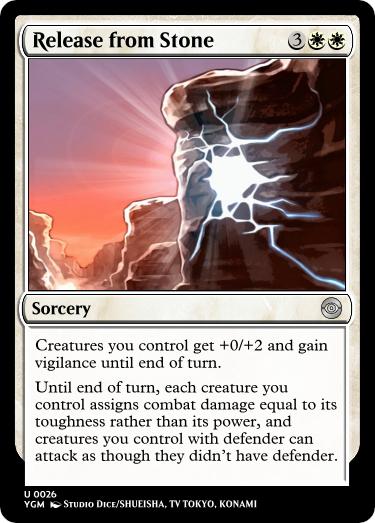 Release from Stone 3
Sorcery
Creatures you control get +0/+2 and gain
vigilance until end of turn.
Until end of turn, each creature you
control assigns combat damage equal to its
toughness rather than its power, and
creatures you control with defender can
attack as though they didn't have defender.
U 0026
YGM Studio Dice/SHUEISHA, TV TOKYO, KONAMI